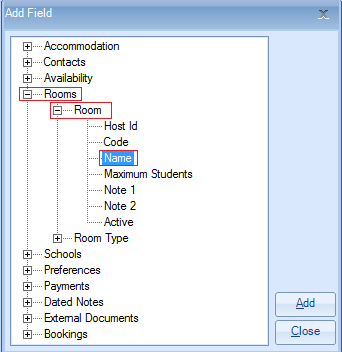 Add Field
Accommodation
Contacts
Availability
Rooms
Room
Host Id
Code
Name
Maximum Students
Note 1
Note 2
Active
Room Type
Schools
Preferences
Payments
Dated Notes
External Documents
Bookings
Add
Close